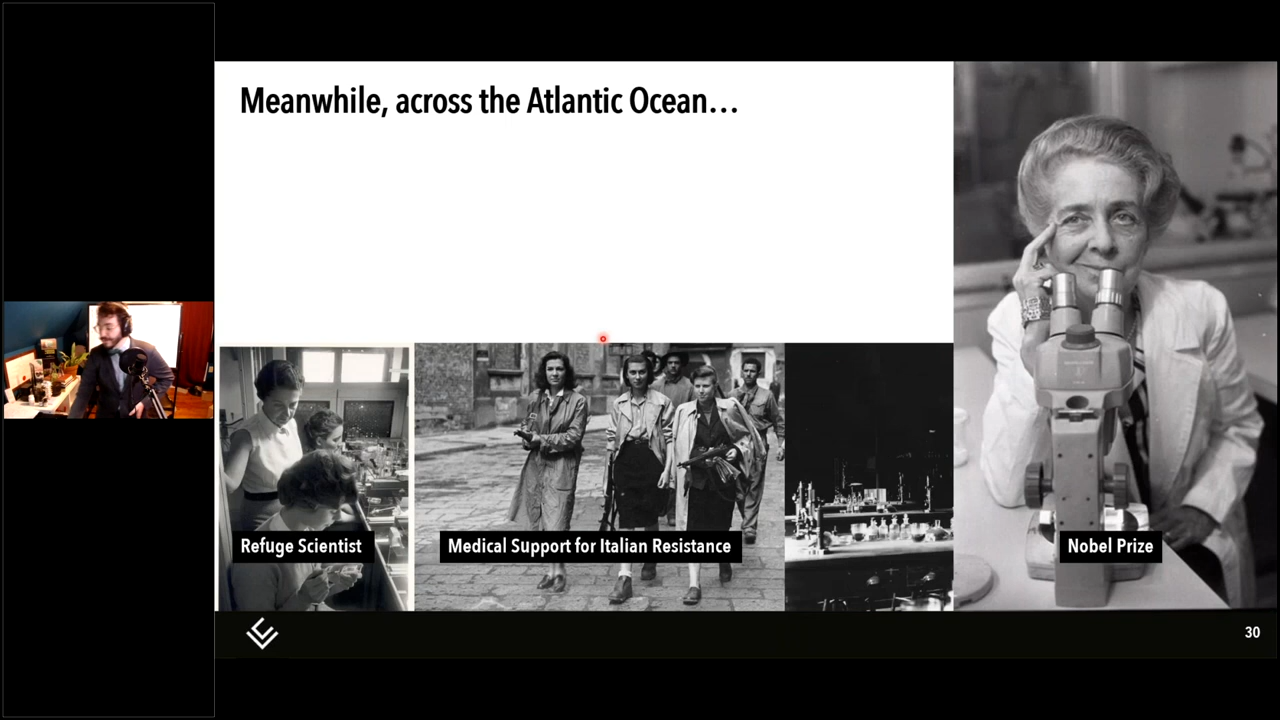 Meanwhile, across the Atlantic Ocean…
Refuge Scientist
Medical Support for Italian Resistance
Nobel Prize
30